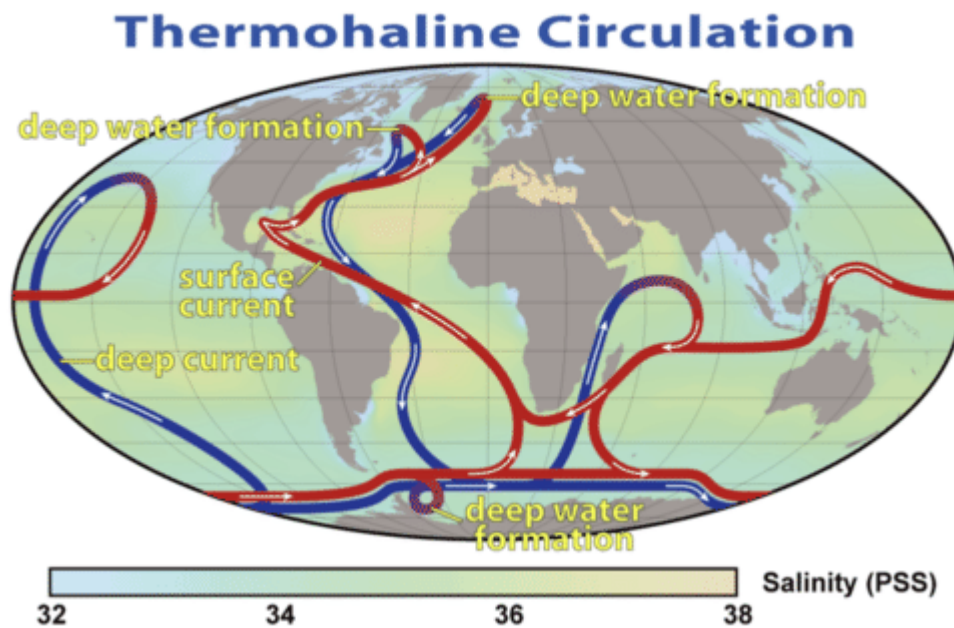 Thermohaline Circulation
deep water formation
deep water formation
surface
current
deep current
deep water
formation
Salinity (PSS)
32
34
36
38